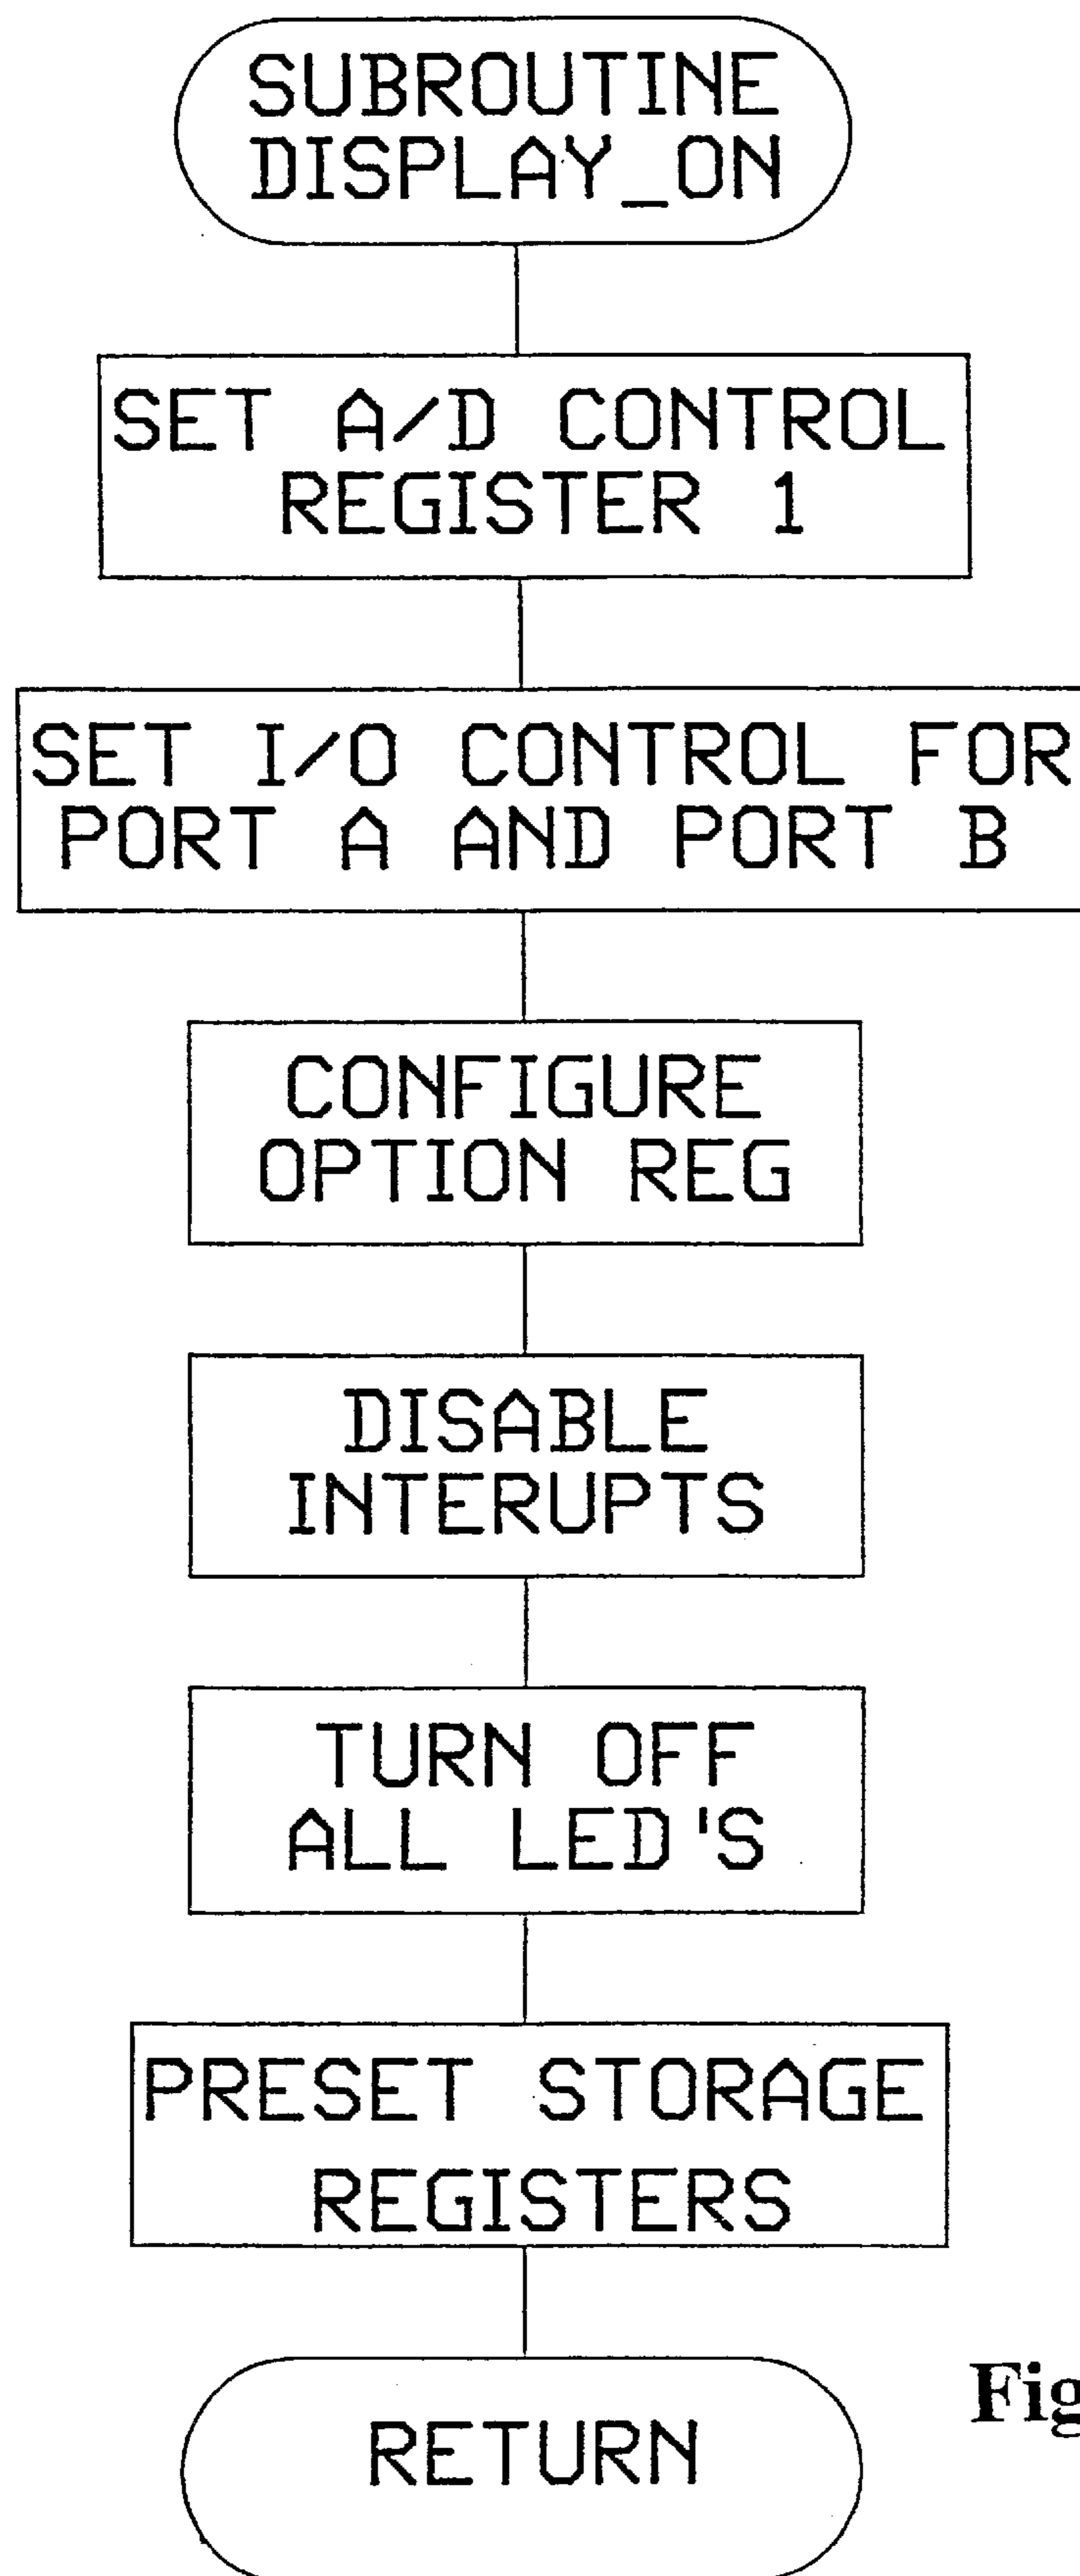 SUBROUTINE
DISPLAY_ON
SET A/D CONTROL
REGISTER 1
SET I/O CONTROL FOR
PORT A AND PORT B
CONFIGURE
OPTION REG
DISABLE
INTERUPTS
TURN OFF
ALL LED'S
PRESET STORAGE
REGISTERS
RETURN
Fig